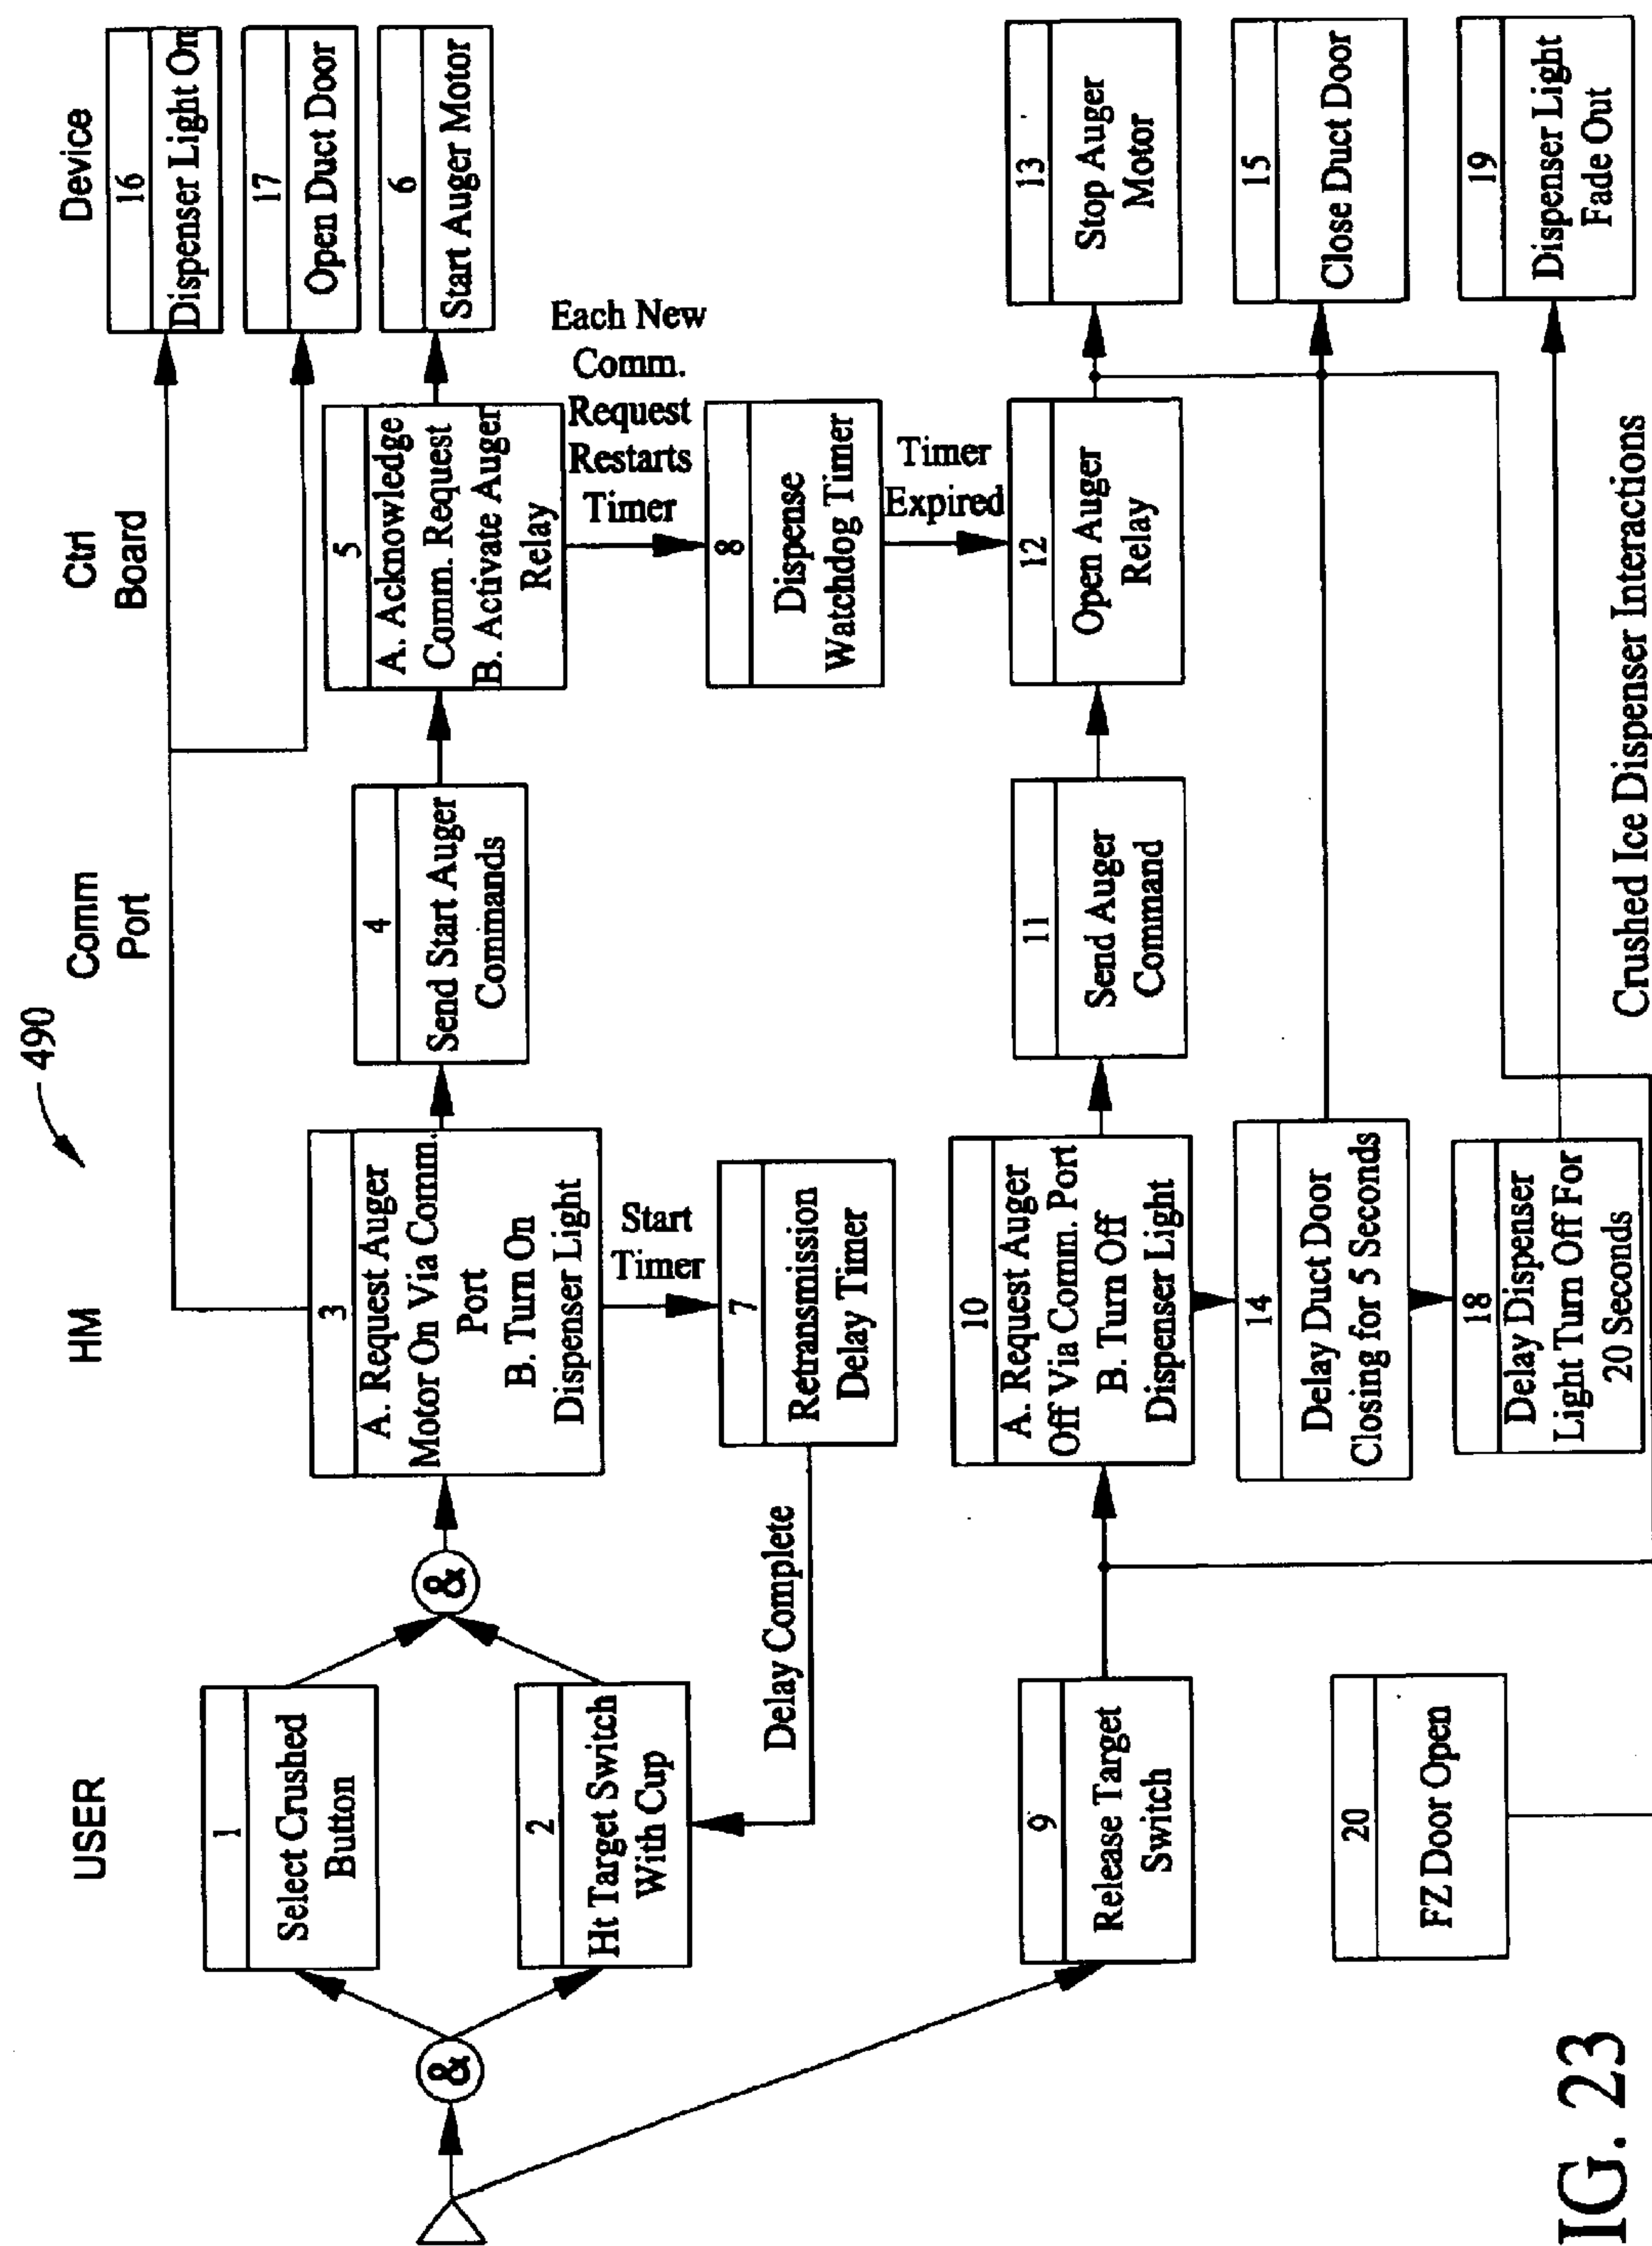 490
USER
HM
Comm
Port
Ctrl
Board
Device
1
Select Crushed
Button
2
Ht Target Switch
With Cup
&
&
3
A. Request Auger
Motor On Via Comm.
Port
B. Turn On
Dispenser Light
4
Send Start Auger
Commands
5
A. Acknowledge
Comm. Request
B. Activate Auger
Relay
16
Dispenser Light On
17
Open Duct Door
6
Start Auger Motor
Start
Timer
7
Retransmission
Delay Timer
Delay Complete
Each New
Comm.
Request
Restarts
Timer
8
Dispense
Watchdog Timer
Timer
Expired
9
Release Target
Switch
10
A. Request Auger
Off Via Comm. Port
B. Turn Off
Dispenser Light
11
Send Auger
Command
12
Open Auger
Relay
13
Stop Auger
Motor
14
Delay Duct Door
Closing for 5 Seconds
15
Close Duct Door
18
Delay Dispenser
Light Turn Off For
20 Seconds
19
Dispenser Light
Fade Out
20
FZ Door Open
Crushed Ice Dispenser Interactions
IG. 23